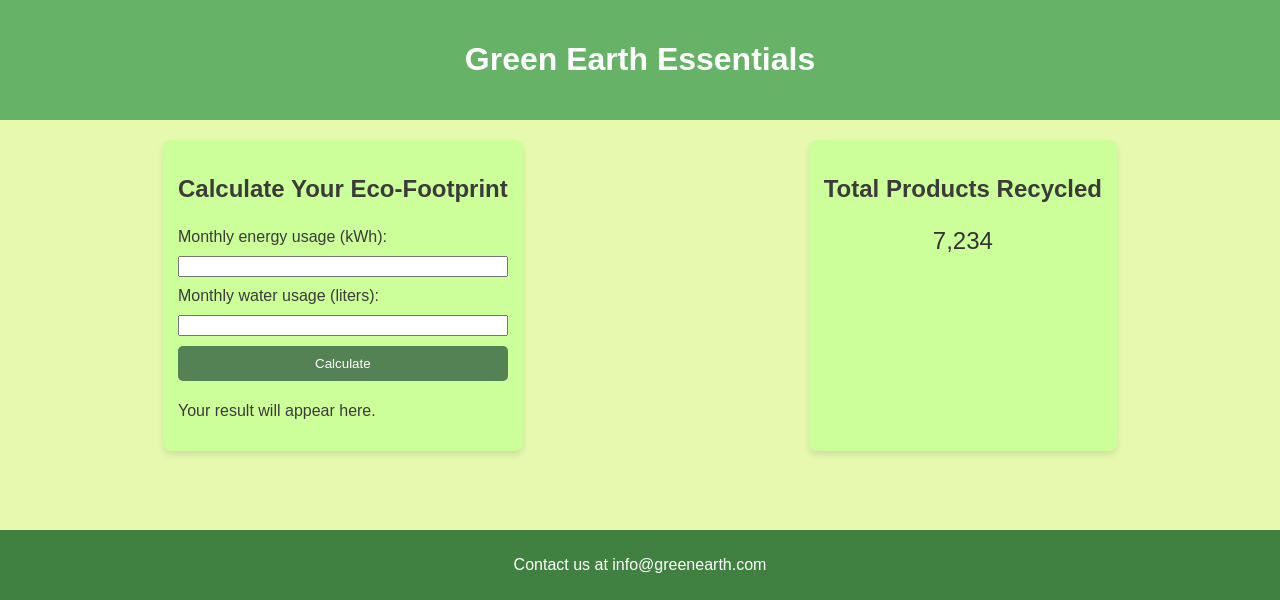 Green Earth Essentials
Calculate Your Eco-Footprint
Monthly energy usage (kWh):
Monthly water usage (liters):
Calculate
Your result will appear here.
Total Products Recycled
7,234
Contact us at info@greenearth.com